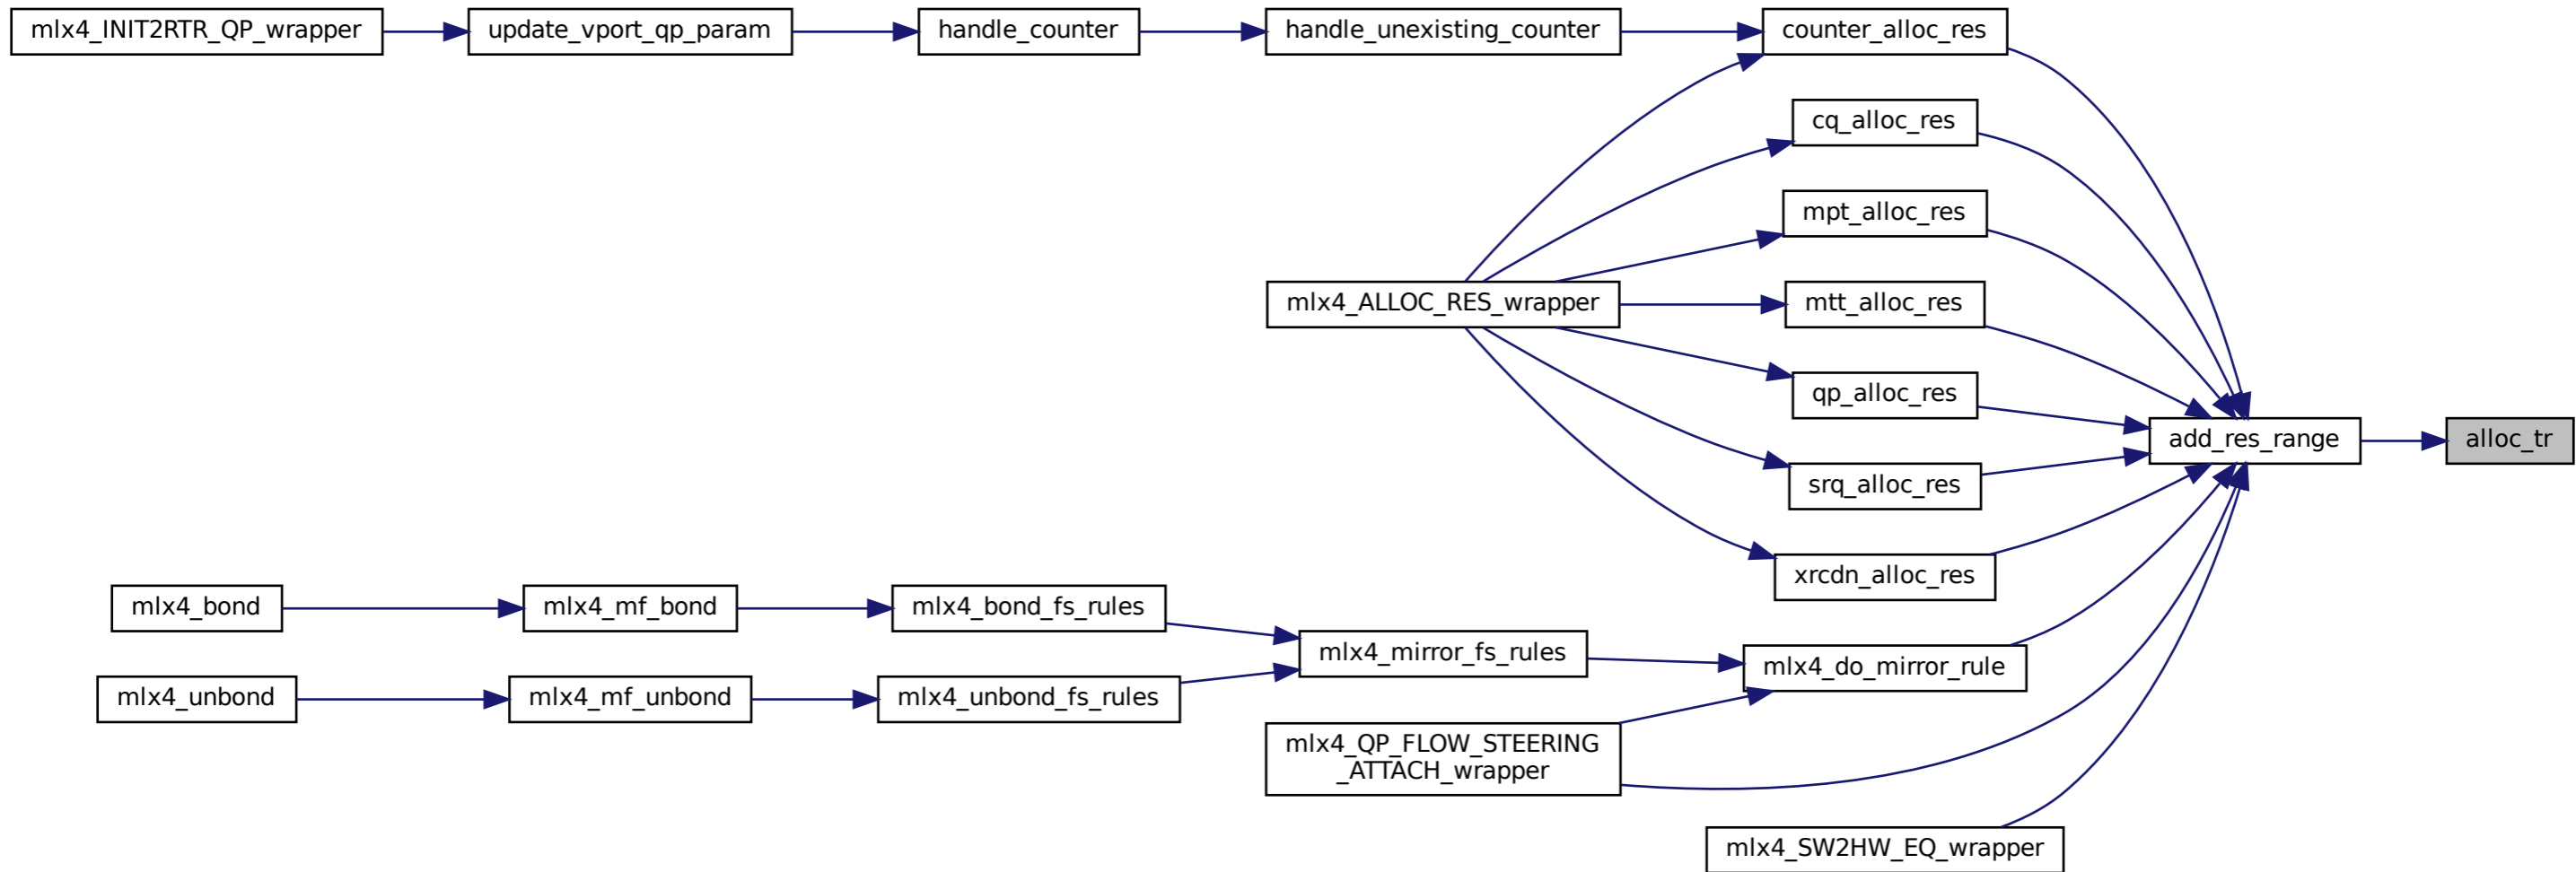 mlx4_INIT2RTR_QP_wrapper
update_vport_qp_param
handle_counter
handle_unexisting_counter
counter_alloc_res
cq_alloc_res
mpt_alloc_res
mlx4_ALLOC_RES_wrapper
mtt_alloc_res
qp_alloc_res
add_res_range
alloc_tr
srq_alloc_res
xrcdn_alloc_res
mlx4_bond
mlx4_mf_bond
mlx4_bond_fs_rules
mlx4_mirror_fs_rules
mlx4_do_mirror_rule
mlx4_unbond
mlx4_mf_unbond
mlx4_unbond_fs_rules
mlx4_QP_FLOW_STEERING
_ATTACH_wrapper
mlx4_SW2HW_EQ_wrapper